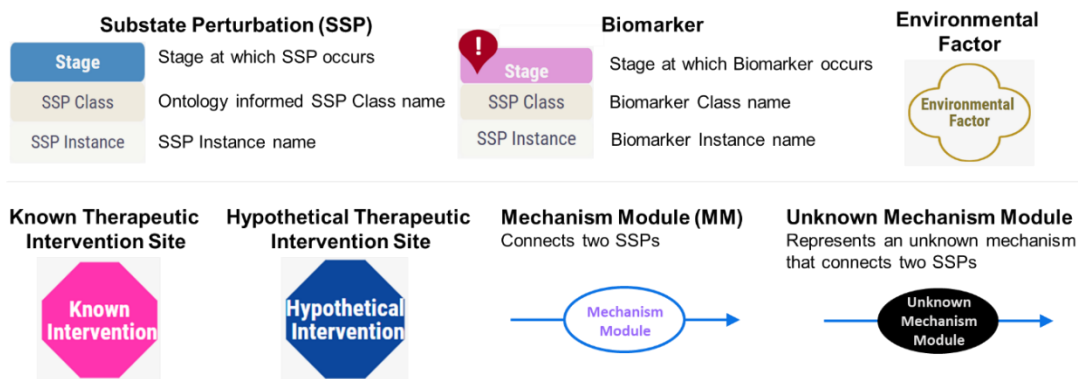 Substate Perturbation (SSP)
Stage
Stage at which SSP occurs
SSP Class
Ontology informed SSP Class name
SSP Instance
SSP Instance name
Biomarker
!
Stage
Stage at which Biomarker occurs
SSP Class
Biomarker Class name
SSP Instance
Biomarker Instance name
Environmental
Factor
Environmental
Factor
Known Therapeutic
Intervention Site
Known
Intervention
Hypothetical Therapeutic
Intervention Site
Hypothetical
Intervention
Mechanism Module (MM)
Connects two SSPs
Mechanism
Module
Unknown Mechanism Module
Represents an unknown mechanism
that connects two SSPs
Unknown
Mechanism
Module